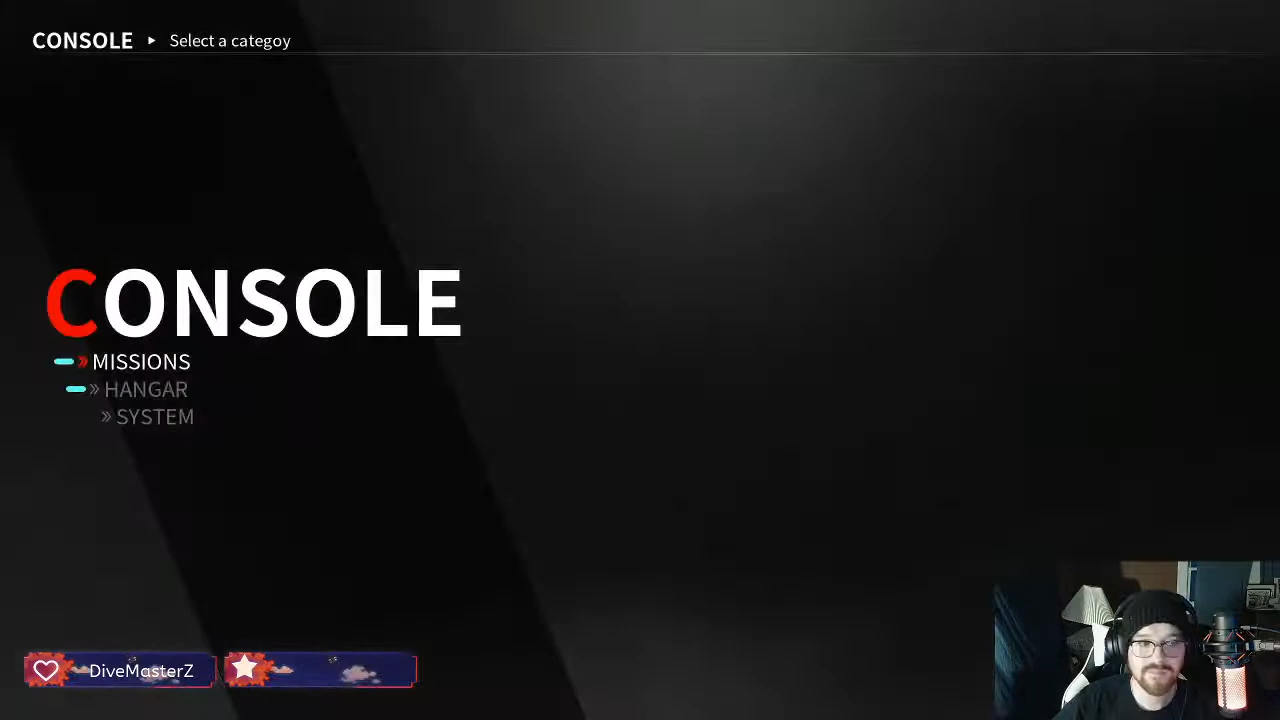 CONSOLE ▸ Select a categoy
CONSOLE
» MISSIONS
» HANGAR
» SYSTEM
DiveMasterZ